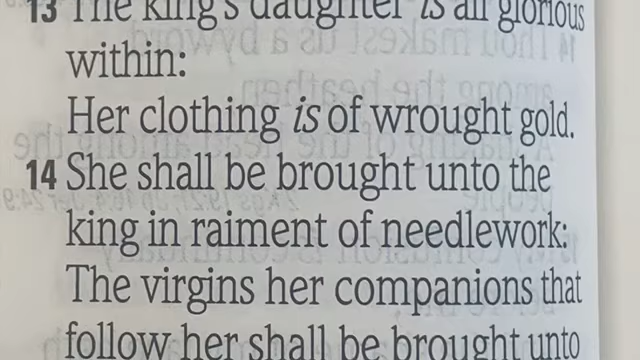 13 The king's daughter is all glorious
within:
Her clothing is of wrought gold.
14 She shall be brought unto the
king in raiment of needlework:
The virgins her companions that
follow her shall be brought unto